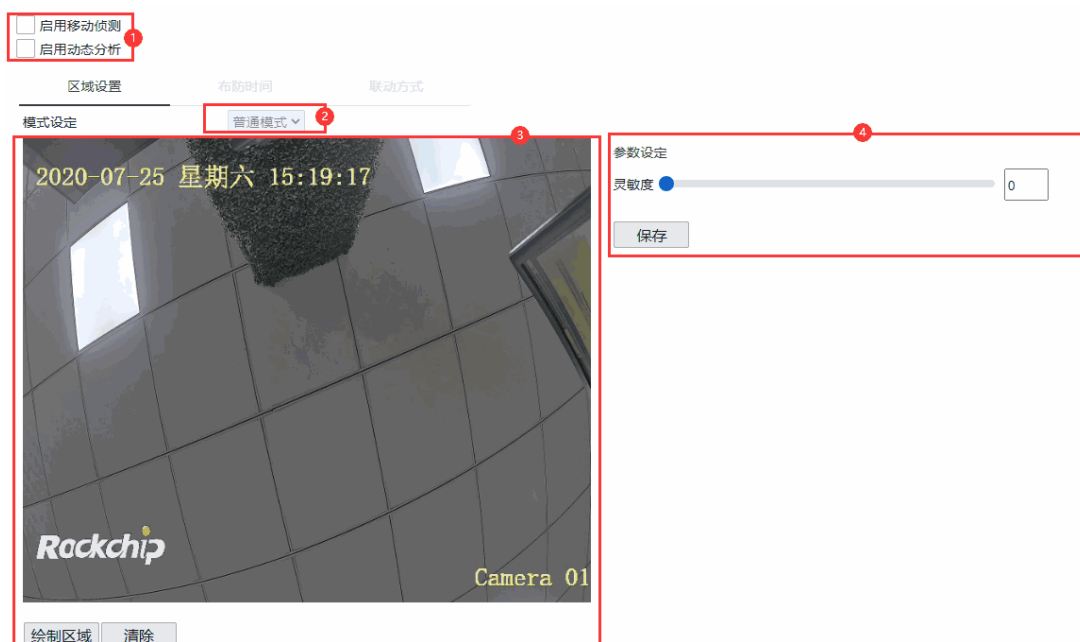 启用移动侦测
1
启用动态分析
区域设置 布防时间 联动方式
模式设定 普通模式 2
3
4
2020-07-25 星期六 15:19:17
参数设定
灵敏度 0
保存
Rockchip
Camera 01
绘制区域 清除